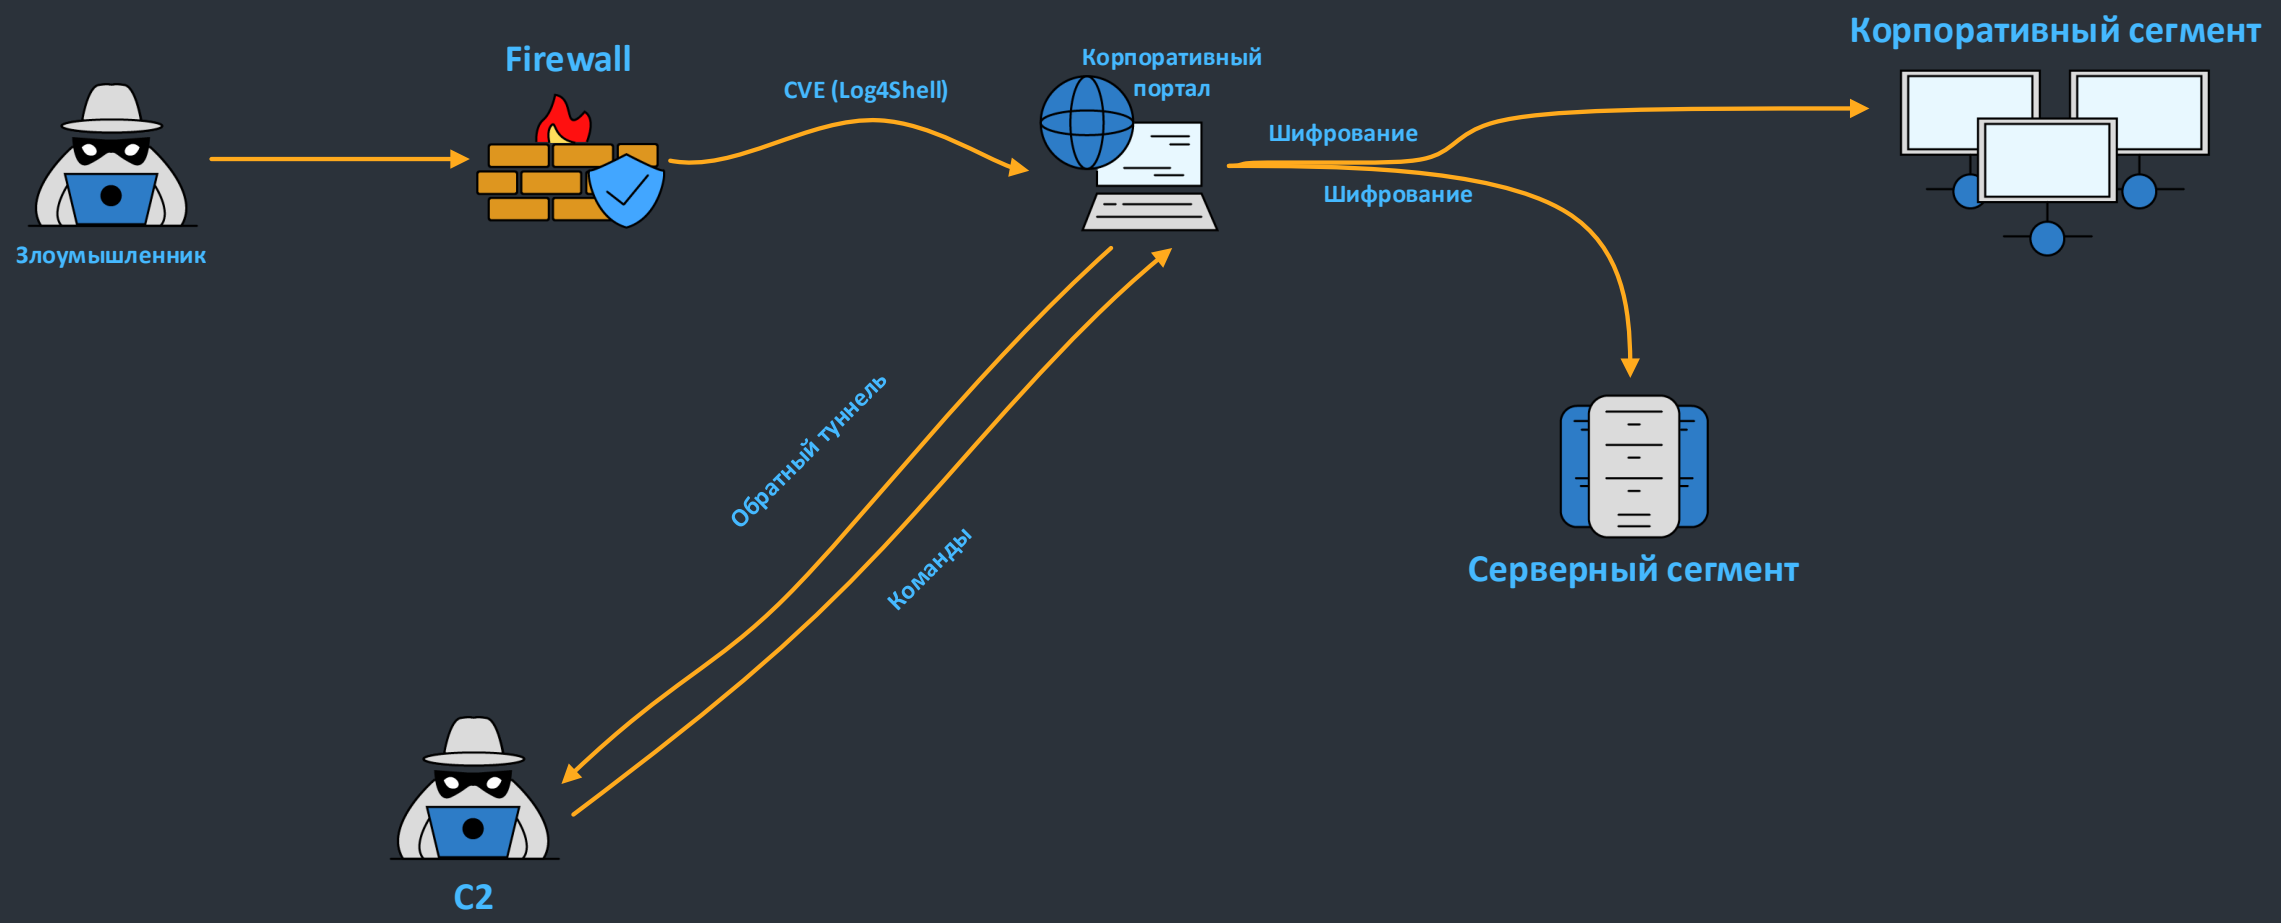 Корпоративный сегмент
Firewall
Корпоративный
портал
CVE (Log4Shell)
Шифрование
Шифрование
Злоумышленник
Обратный туннель
Команды
Серверный сегмент
C2